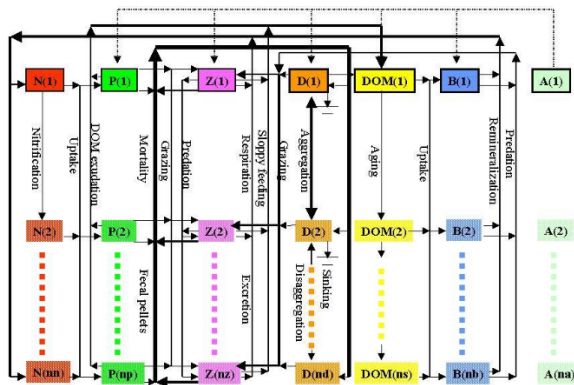 N(1) P(1) Z(1) D(1) DOM(1) B(1) A(1)
Nitrification
Uptake
DOM exudation
Mortality
Grazing
Predation
Respiration
Sloppy feeding
Grazing
Aggregation
Aging
Uptake
Remineralization
Predation
N(2) P(2) Z(2) D(2) DOM(2) B(2) A(2)
Fecal pellets
Excretion
Disaggregation
Sinking
N(nn) P(np) Z(nz) D(nd) DOM(ns) B(nb) A(na)